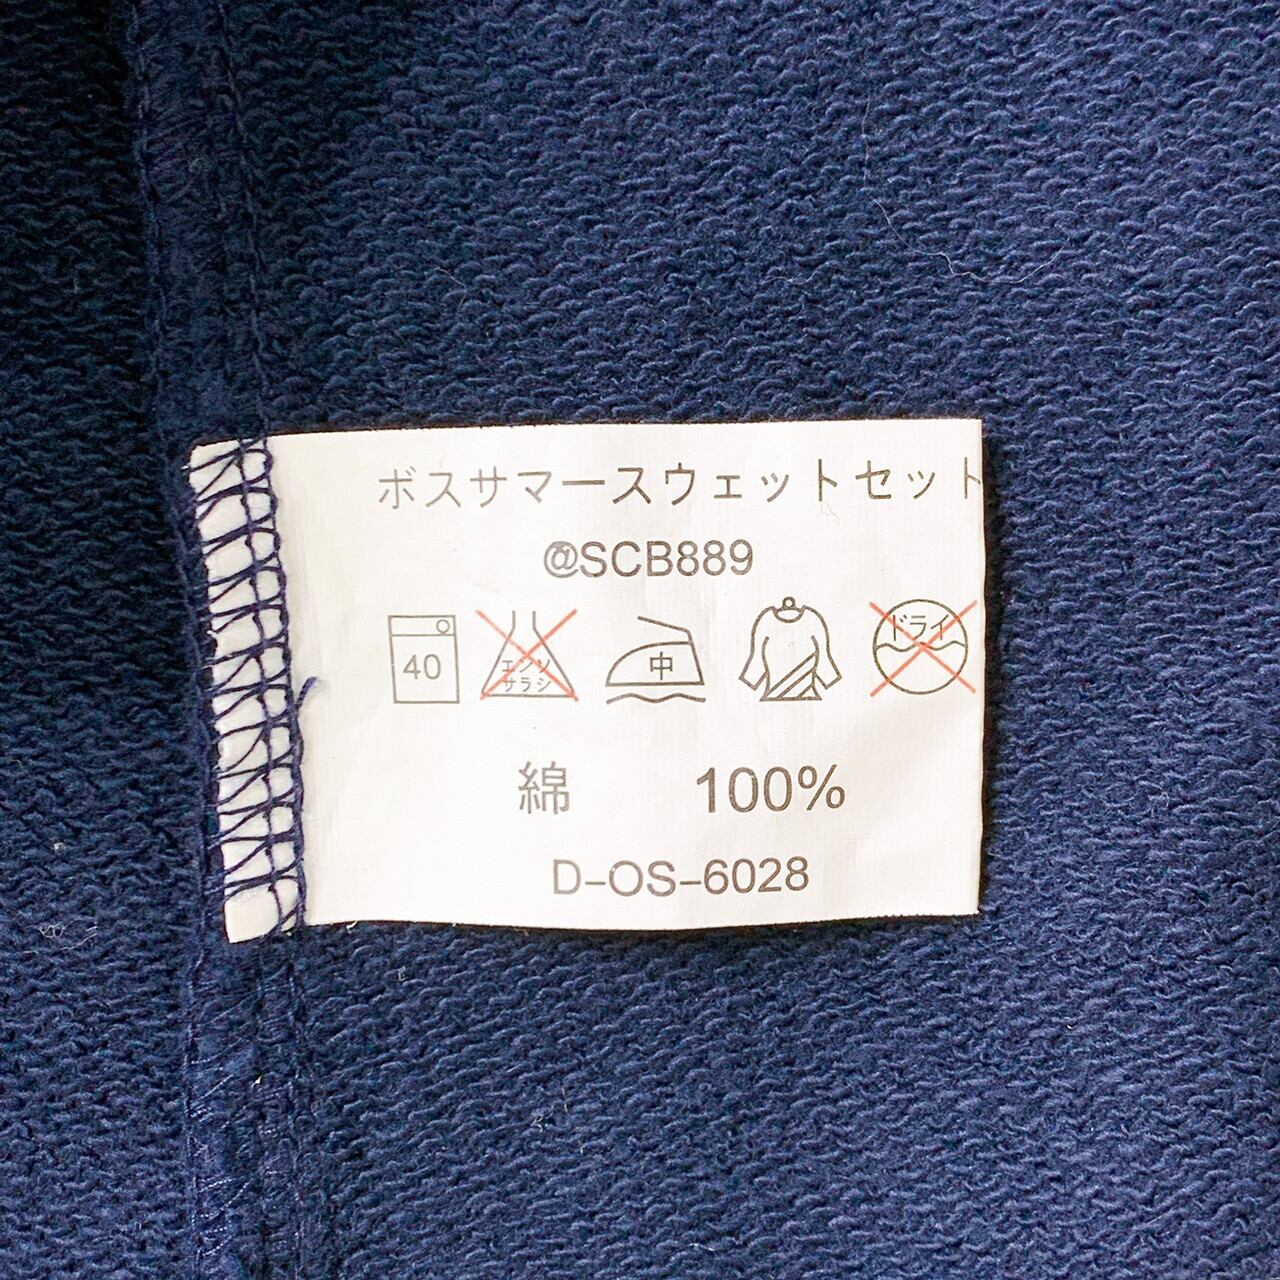 ボスサマースウェットセット
@SCB889
40 エンソサラシ 中 ドライ
綿 100%
D-OS-6028